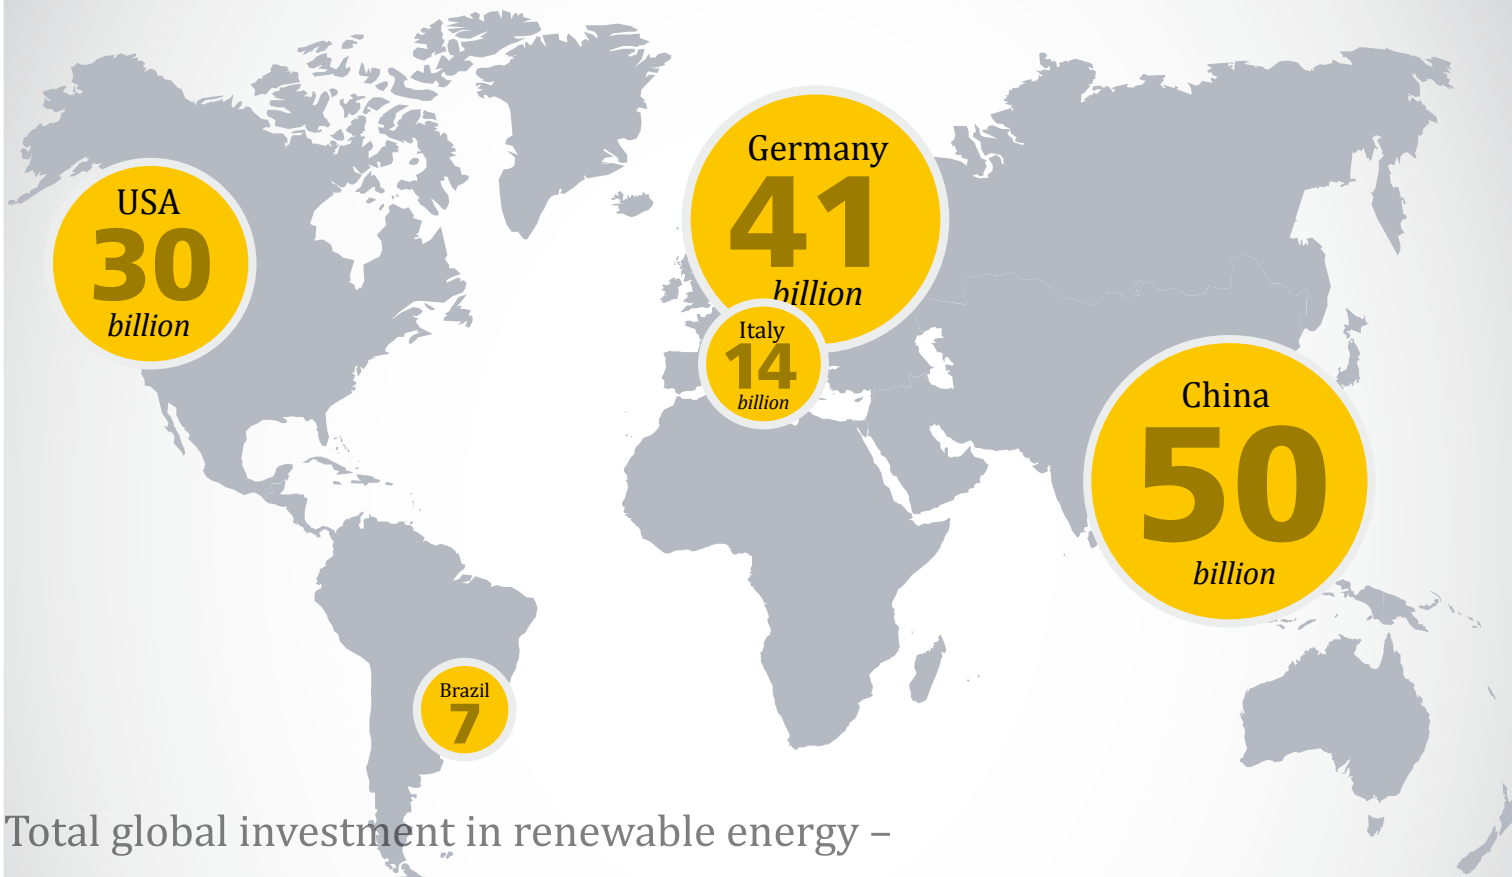 Germany
41
billion
USA
30
billion
Italy
14
billion
China
50
billion
Brazil
7
Total global investment in renewable energy –